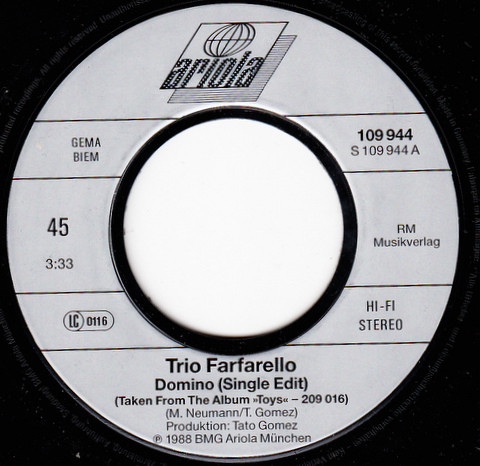 ariola
GEMA
BIEM
109 944
S 109 944 A
45
RM
Musikverlag
3:33
LC 0116
HI-FI
STEREO
Trio Farfarello
Domino (Single Edit)
(Taken From The Album »Toys« – 209 016)
(M. Neumann/T. Gomez)
Produktion: Tato Gomez
℗ 1988 BMG Ariola München